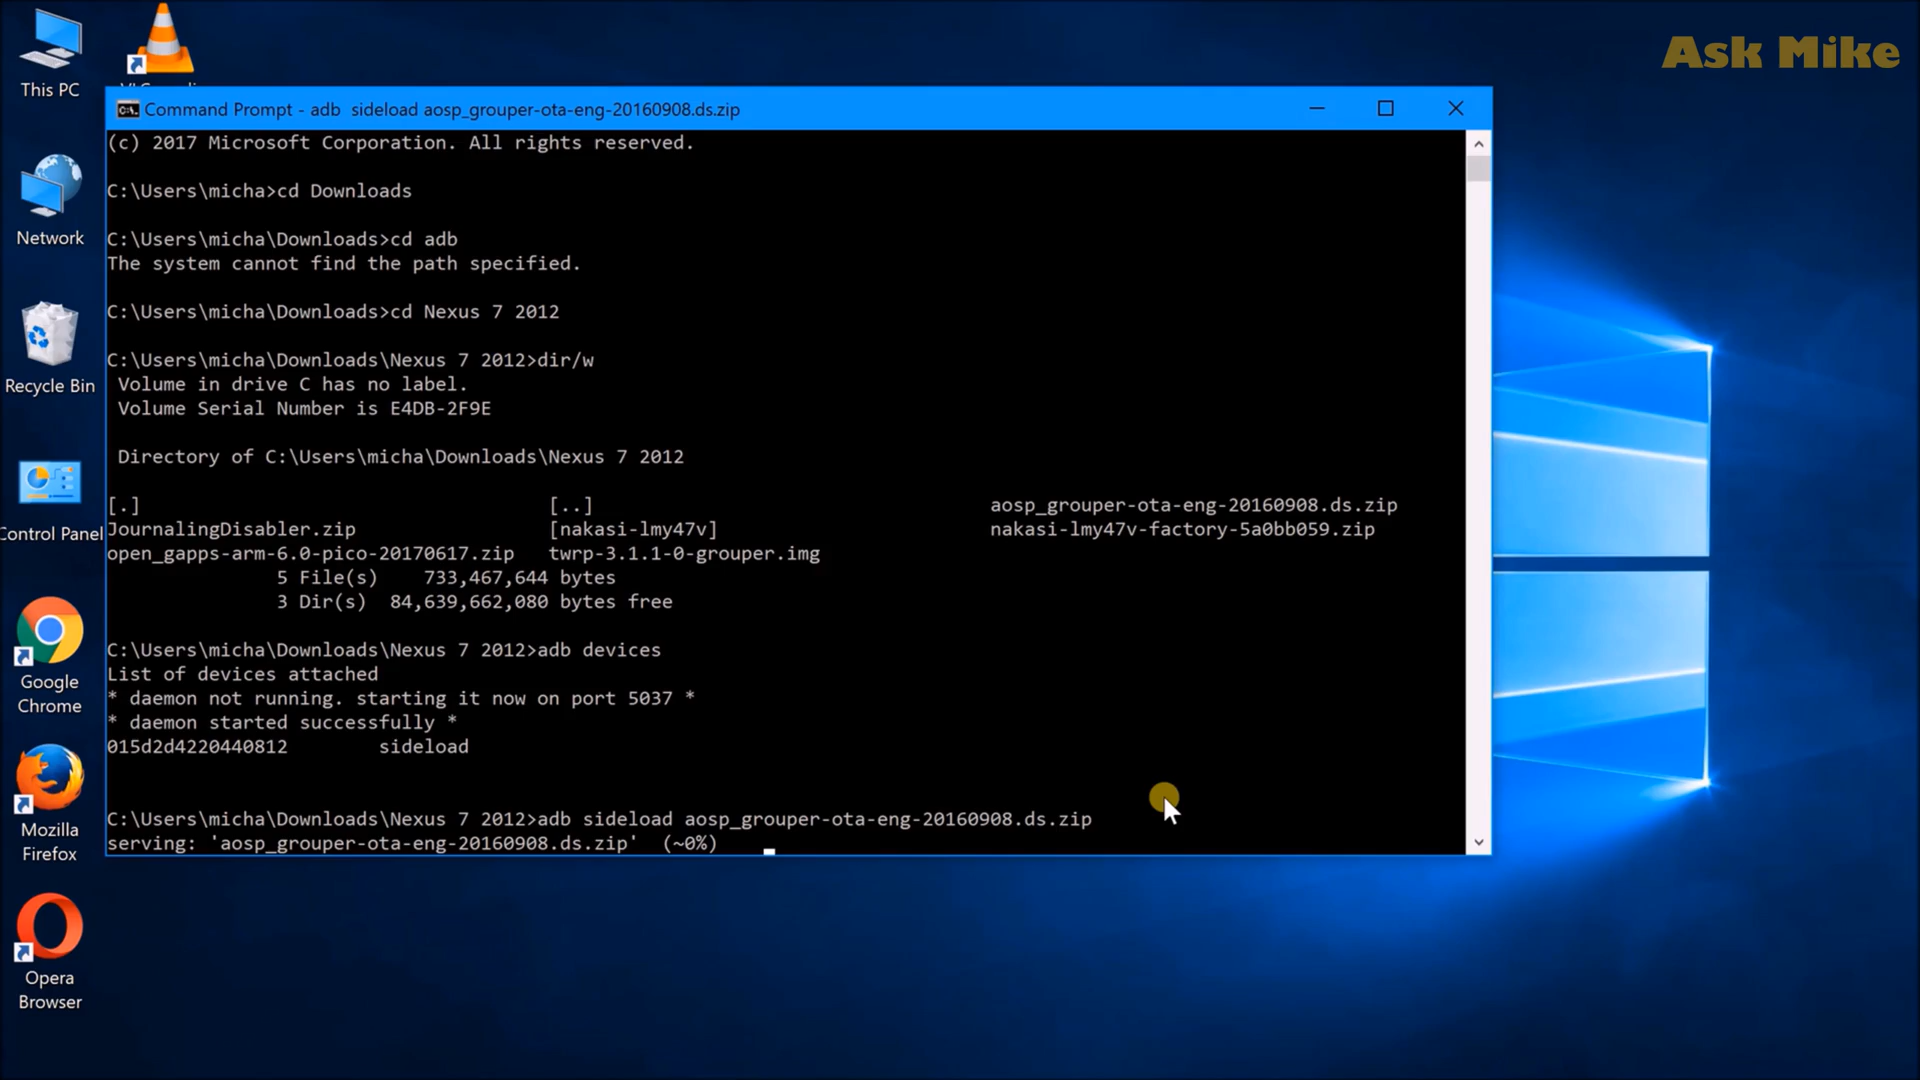 Ask Mike
This PC
Network
Recycle Bin
Control Panel
Google
Chrome
Mozilla
Firefox
Opera
Browser
Command Prompt - adb  sideload aosp_grouper-ota-eng-20160908.ds.zip
(c) 2017 Microsoft Corporation. All rights reserved.
C:\Users\micha>cd Downloads
C:\Users\micha\Downloads>cd adb
The system cannot find the path specified.
C:\Users\micha\Downloads>cd Nexus 7 2012
C:\Users\micha\Downloads\Nexus 7 2012>dir/w
Volume in drive C has no label.
Volume Serial Number is E4DB-2F9E
Directory of C:\Users\micha\Downloads\Nexus 7 2012
[.] [..] aosp_grouper-ota-eng-20160908.ds.zip
JournalingDisabler.zip [nakasi-lmy47v] nakasi-lmy47v-factory-5a0bb059.zip
open_gapps-arm-6.0-pico-20170617.zip twrp-3.1.1-0-grouper.img
5 File(s) 733,467,644 bytes
3 Dir(s) 84,639,662,080 bytes free
C:\Users\micha\Downloads\Nexus 7 2012>adb devices
List of devices attached
* daemon not running. starting it now on port 5037 *
* daemon started successfully *
015d2d4220440812 sideload
C:\Users\micha\Downloads\Nexus 7 2012>adb sideload aosp_grouper-ota-eng-20160908.ds.zip
serving: 'aosp_grouper-ota-eng-20160908.ds.zip' (~0%)